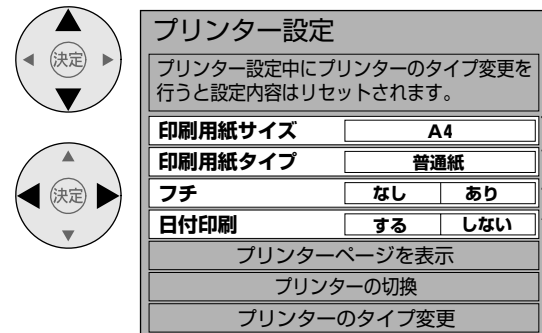 決定
決定
プリンター設定
プリンター設定中にプリンターのタイプ変更を
行うと設定内容はリセットされます。
印刷用紙サイズ A4
印刷用紙タイプ 普通紙
フチ なし あり
日付印刷 する しない
プリンターページを表示
プリンターの切換
プリンターのタイプ変更